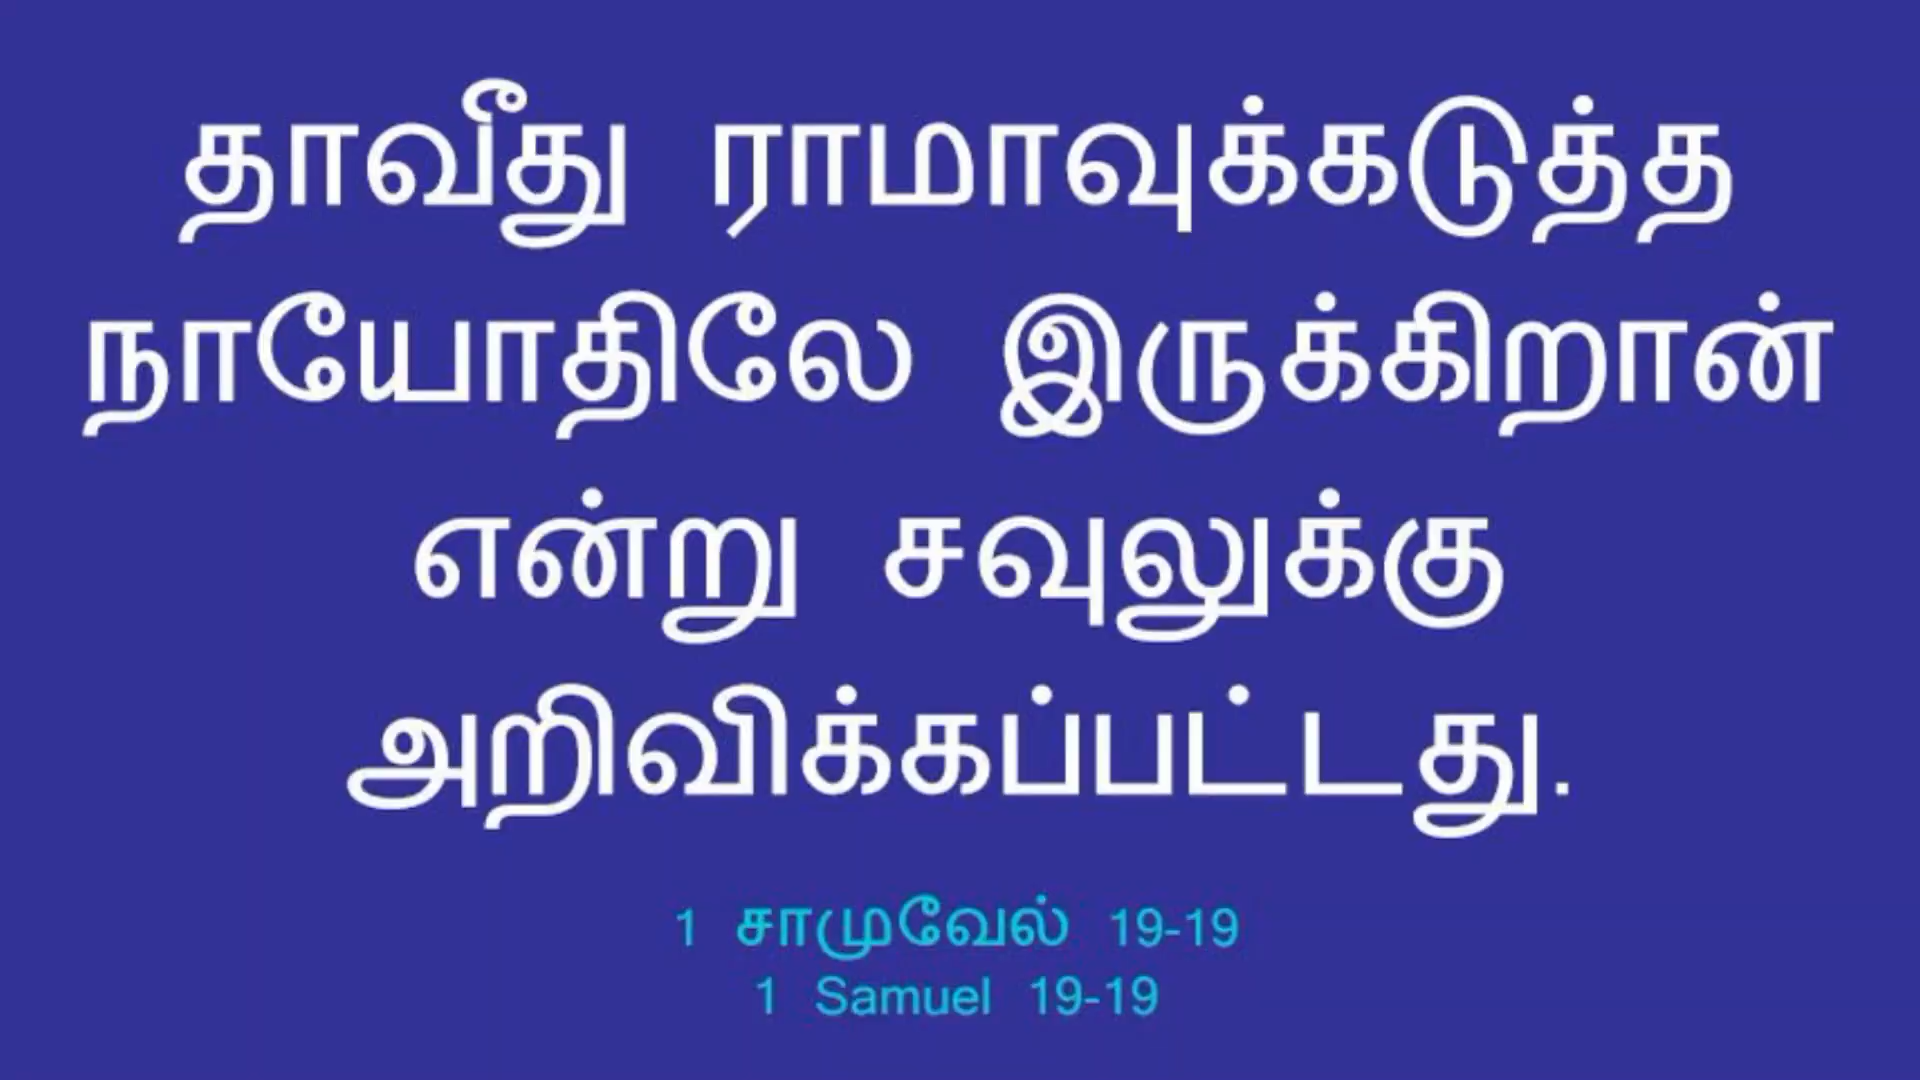 தாவீது ராமாவுக்கடுத்த
நாயோதிலே இருக்கிறான்
என்று சவுலுக்கு
அறிவிக்கப்பட்டது.
1 சாமுவேல் 19-19
1 Samuel 19-19